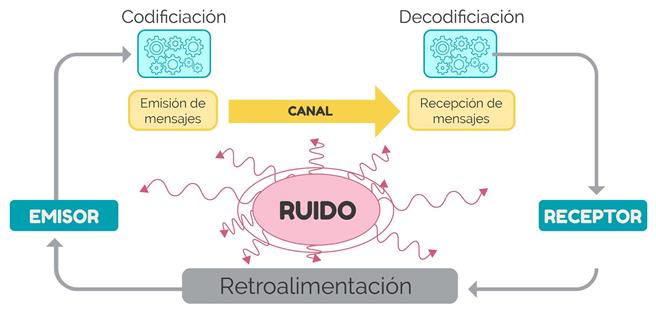 Codificiación
Decodificiación
Emisión de
mensajes
CANAL
Recepción de
mensajes
RUIDO
EMISOR
RECEPTOR
Retroalimentación